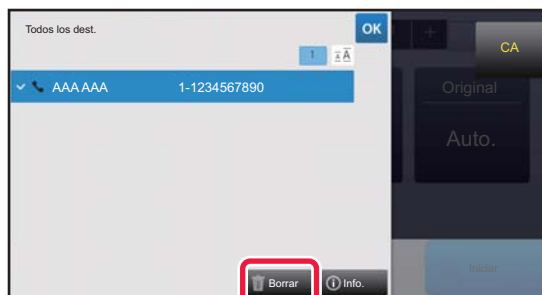 Todos los dest.
OK
CA
1
AAA AAA 1-1234567890
Original
Auto.
Borrar
Info.
Iniciar